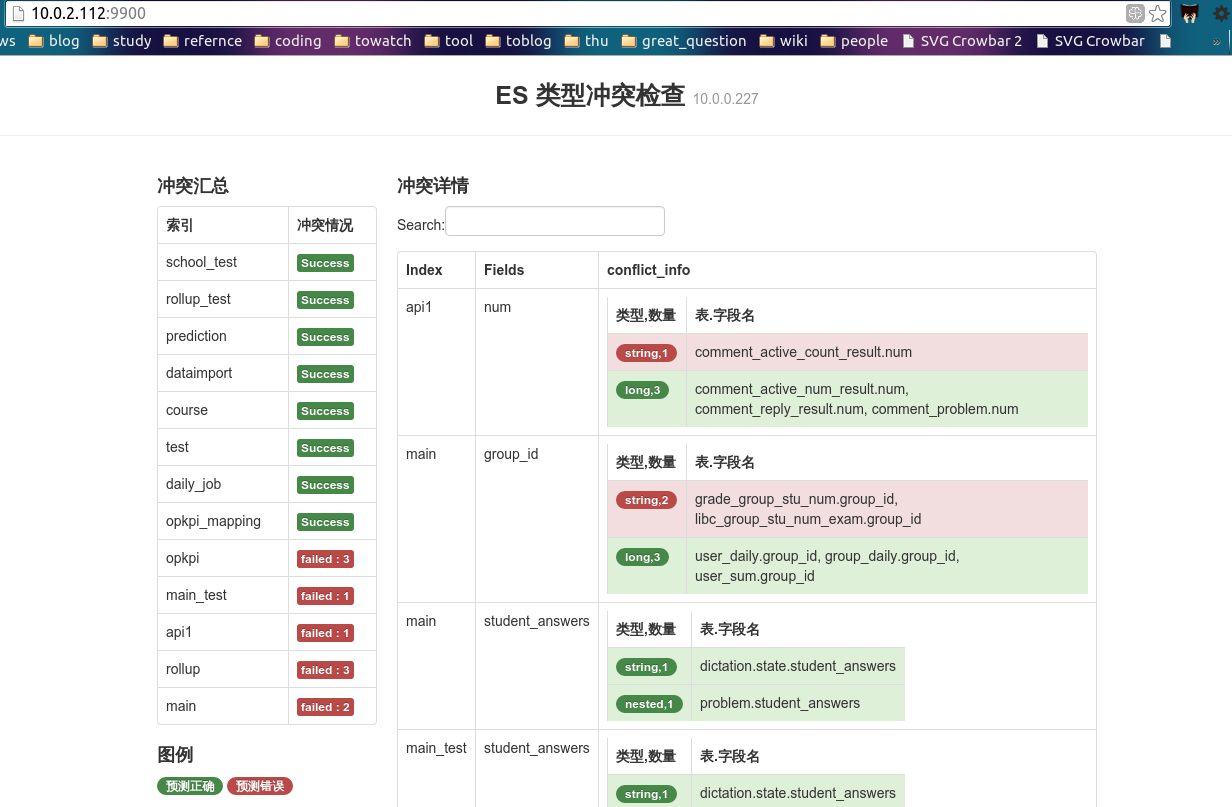 10.0.2.112:9900
ws blog study refernce coding towatch tool toblog thu great_question wiki people SVG Crowbar 2 SVG Crowbar »
ES 类型冲突检查 10.0.0.227
冲突汇总
索引 冲突情况
school_test Success
rollup_test Success
prediction Success
dataimport Success
course Success
test Success
daily_job Success
opkpi_mapping Success
opkpi failed : 3
main_test failed : 1
api1 failed : 1
rollup failed : 3
main failed : 2
图例
预测正确 预测错误
冲突详情
Search:
Index Fields conflict_info
api1 num 类型,数量 表.字段名
string,1 comment_active_count_result.num
long,3 comment_active_num_result.num,
comment_reply_result.num, comment_problem.num
main group_id 类型,数量 表.字段名
string,2 grade_group_stu_num.group_id,
libc_group_stu_num_exam.group_id
long,3 user_daily.group_id, group_daily.group_id,
user_sum.group_id
main student_answers 类型,数量 表.字段名
string,1 dictation.state.student_answers
nested,1 problem.student_answers
main_test student_answers 类型,数量 表.字段名
string,1 dictation.state.student_answers